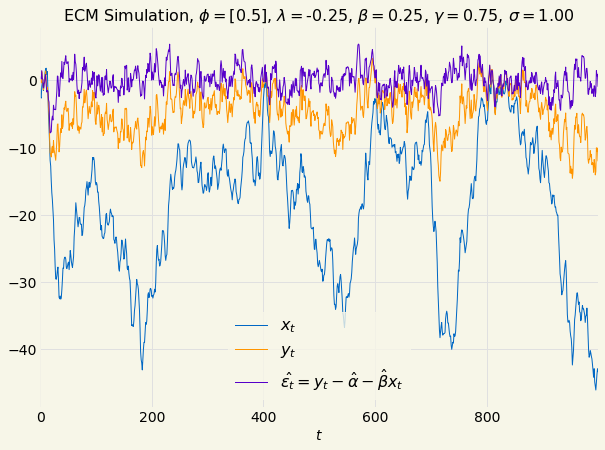 ECM Simulation, ϕ = [0.5], λ = -0.25, β = 0.25, γ = 0.75, σ = 1.00
0
−10
−20
−30
−40
x_t
y_t
ε̂_t = y_t − α̂ − β̂x_t
0 200 400 600 800
t